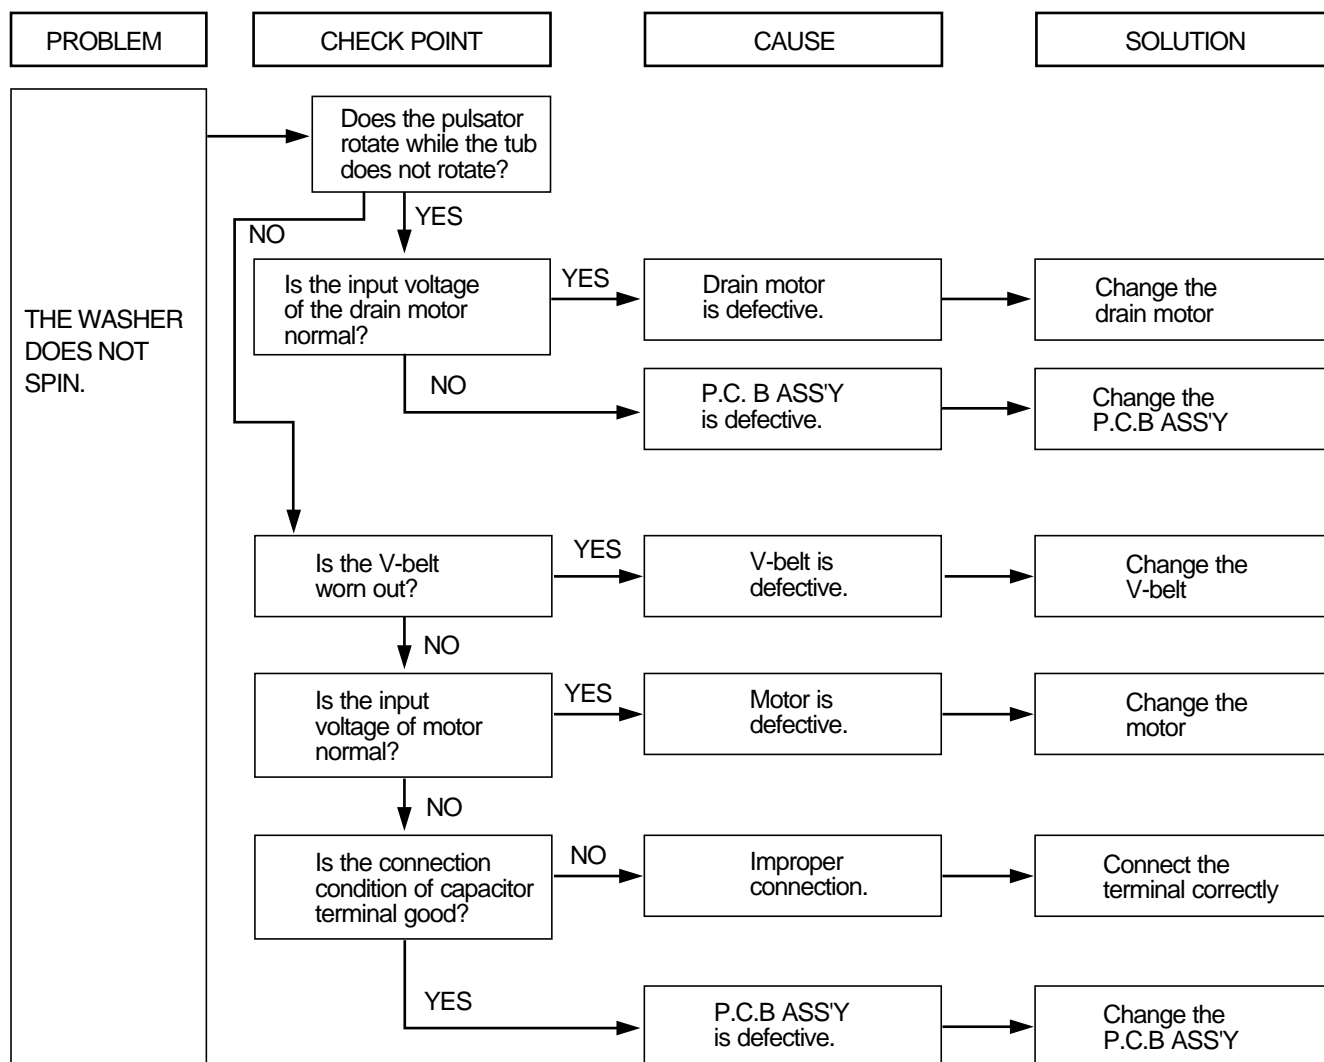 PROBLEM
CHECK POINT
CAUSE
SOLUTION
THE WASHER
DOES NOT
SPIN.
Does the pulsator
rotate while the tub
does not rotate?
NO
YES
Is the input voltage
of the drain motor
normal?
YES
Drain motor
is defective.
Change the
drain motor
NO
P.C. B ASS'Y
is defective.
Change the
P.C.B ASS'Y
Is the V-belt
worn out?
YES
V-belt is
defective.
Change the
V-belt
NO
Is the input
voltage of motor
normal?
YES
Motor is
defective.
Change the
motor
NO
Is the connection
condition of capacitor
terminal good?
NO
Improper
connection.
Connect the
terminal correctly
YES
P.C.B ASS'Y
is defective.
Change the
P.C.B ASS'Y